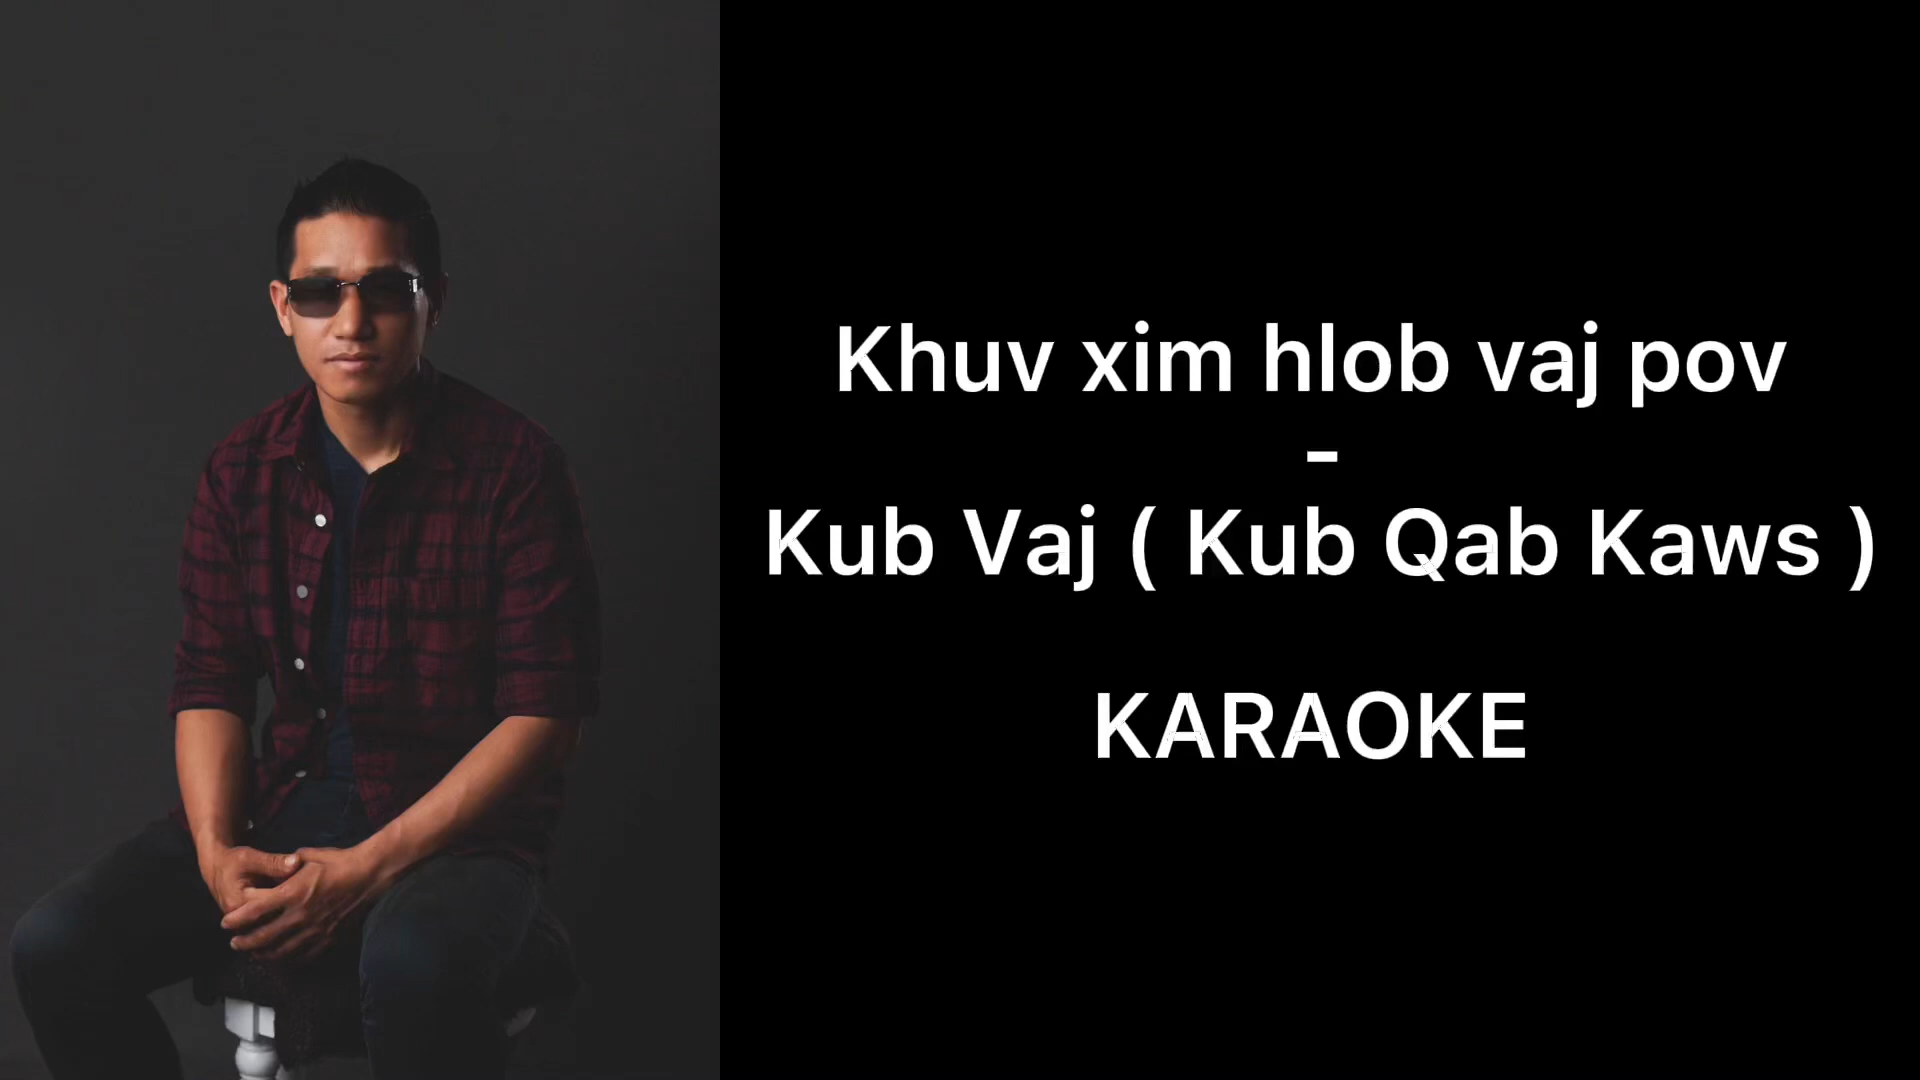 Khuv xim hlob vaj pov
-
Kub Vaj ( Kub Qab Kaws )
KARAOKE